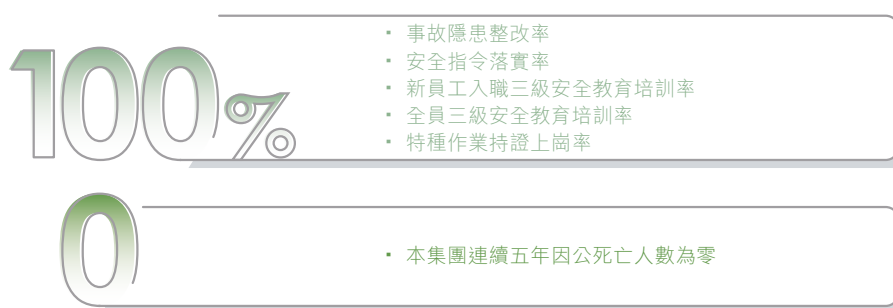 100%
▪ 事故隱患整改率
▪ 安全指令落實率
▪ 新員工入職三級安全教育培訓率
▪ 全員三級安全教育培訓率
▪ 特種作業持證上崗率
0
▪ 本集團連續五年因公死亡人數為零